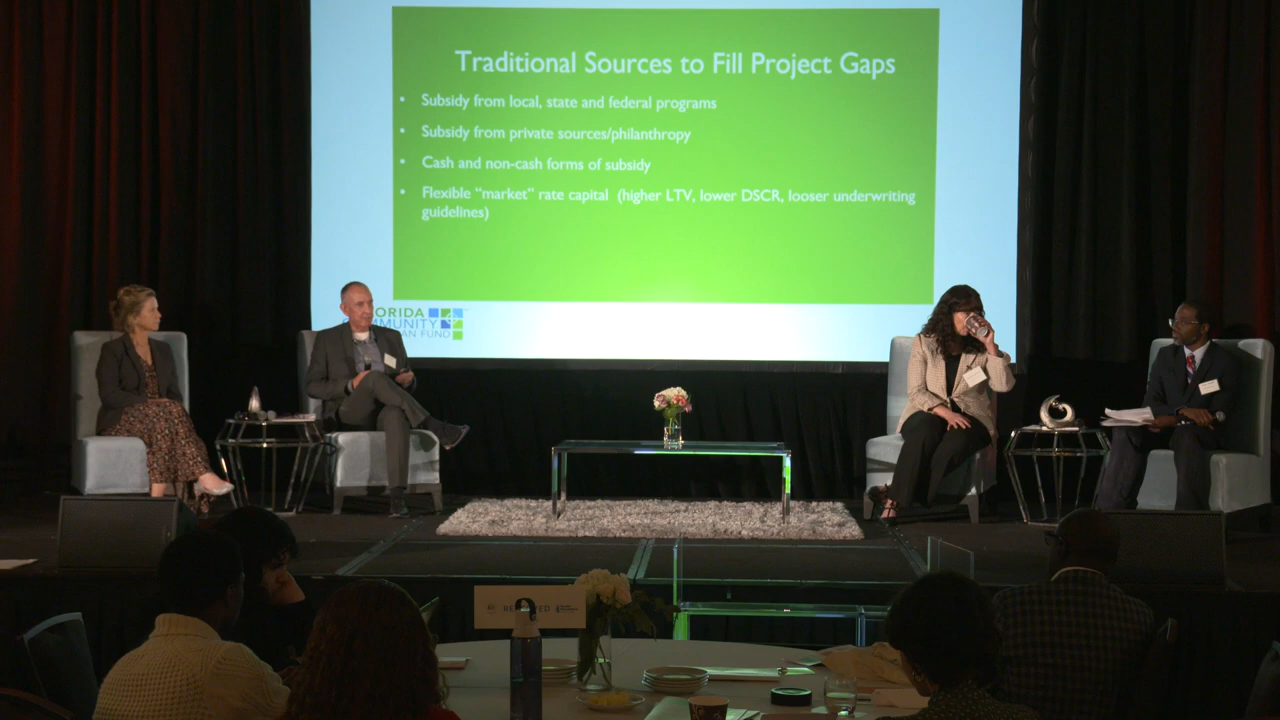 Traditional Sources to Fill Project Gaps
• Subsidy from local, state and federal programs
• Subsidy from private sources/philanthropy
• Cash and non-cash forms of subsidy
• Flexible “market” rate capital (higher LTV, lower DSCR, looser underwriting
guidelines)
ORIDA
MUNITY
AN FUND